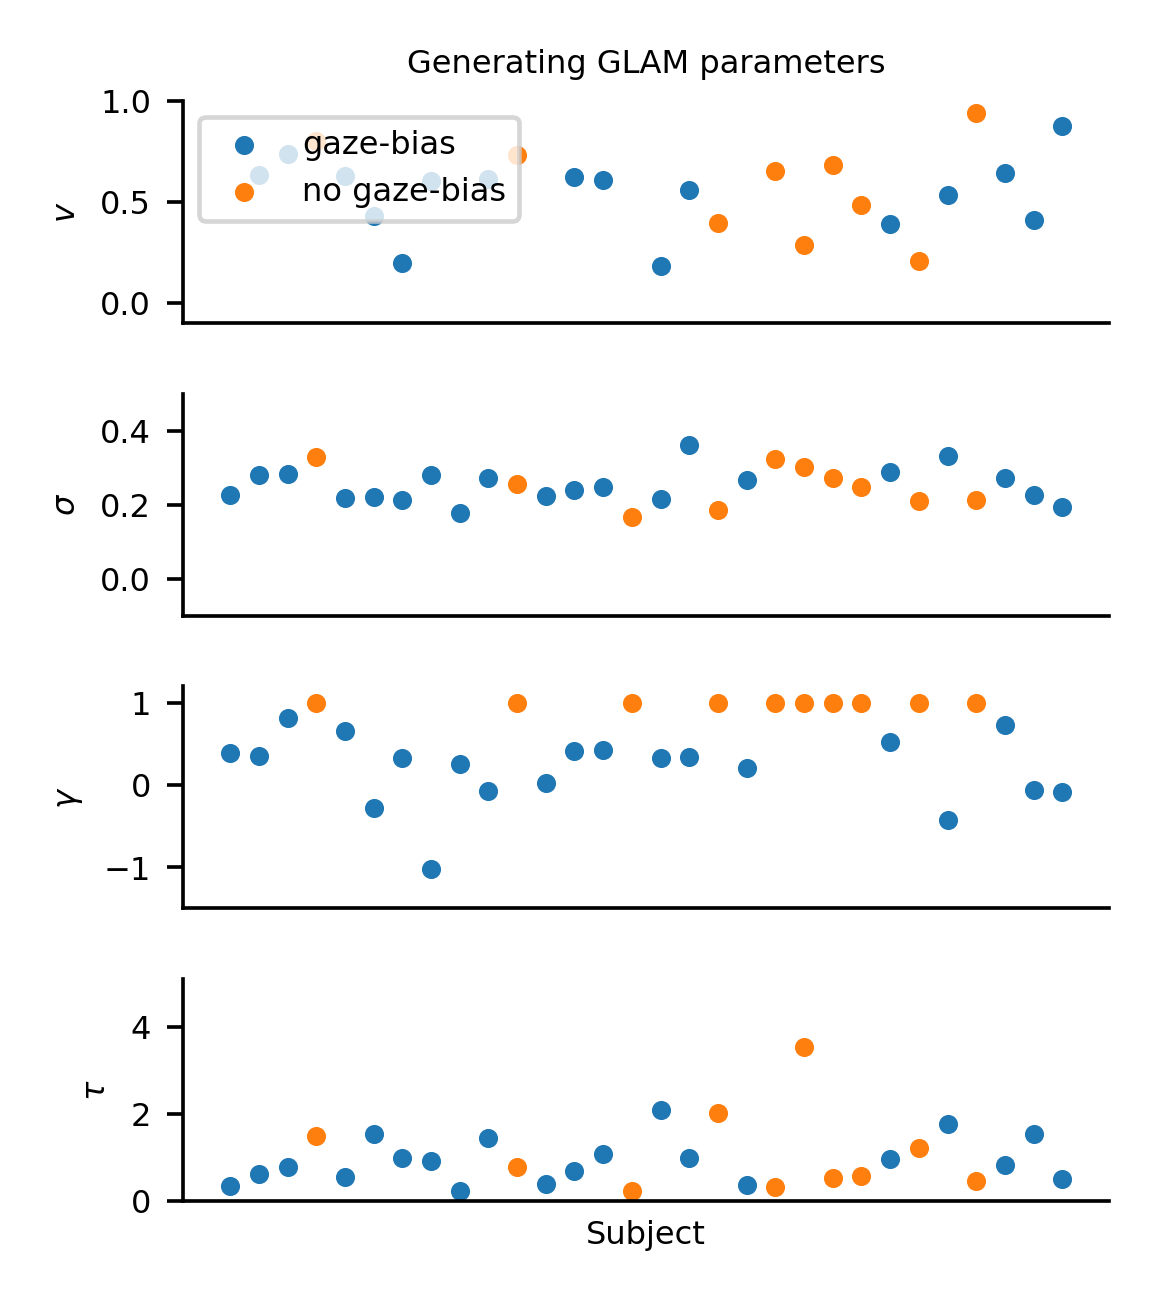 Generating GLAM parameters
1.0
gaze-bias
no gaze-bias
0.5
v
0.0
0.4
σ
0.2
0.0
1
0
γ
−1
4
τ
2
0
Subject